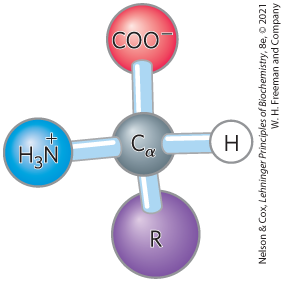 COO⁻
H₃N⁺
Cα
H
R
Nelson & Cox, Lehninger Principles of Biochemistry, 8e, © 2021
W. H. Freeman and Company